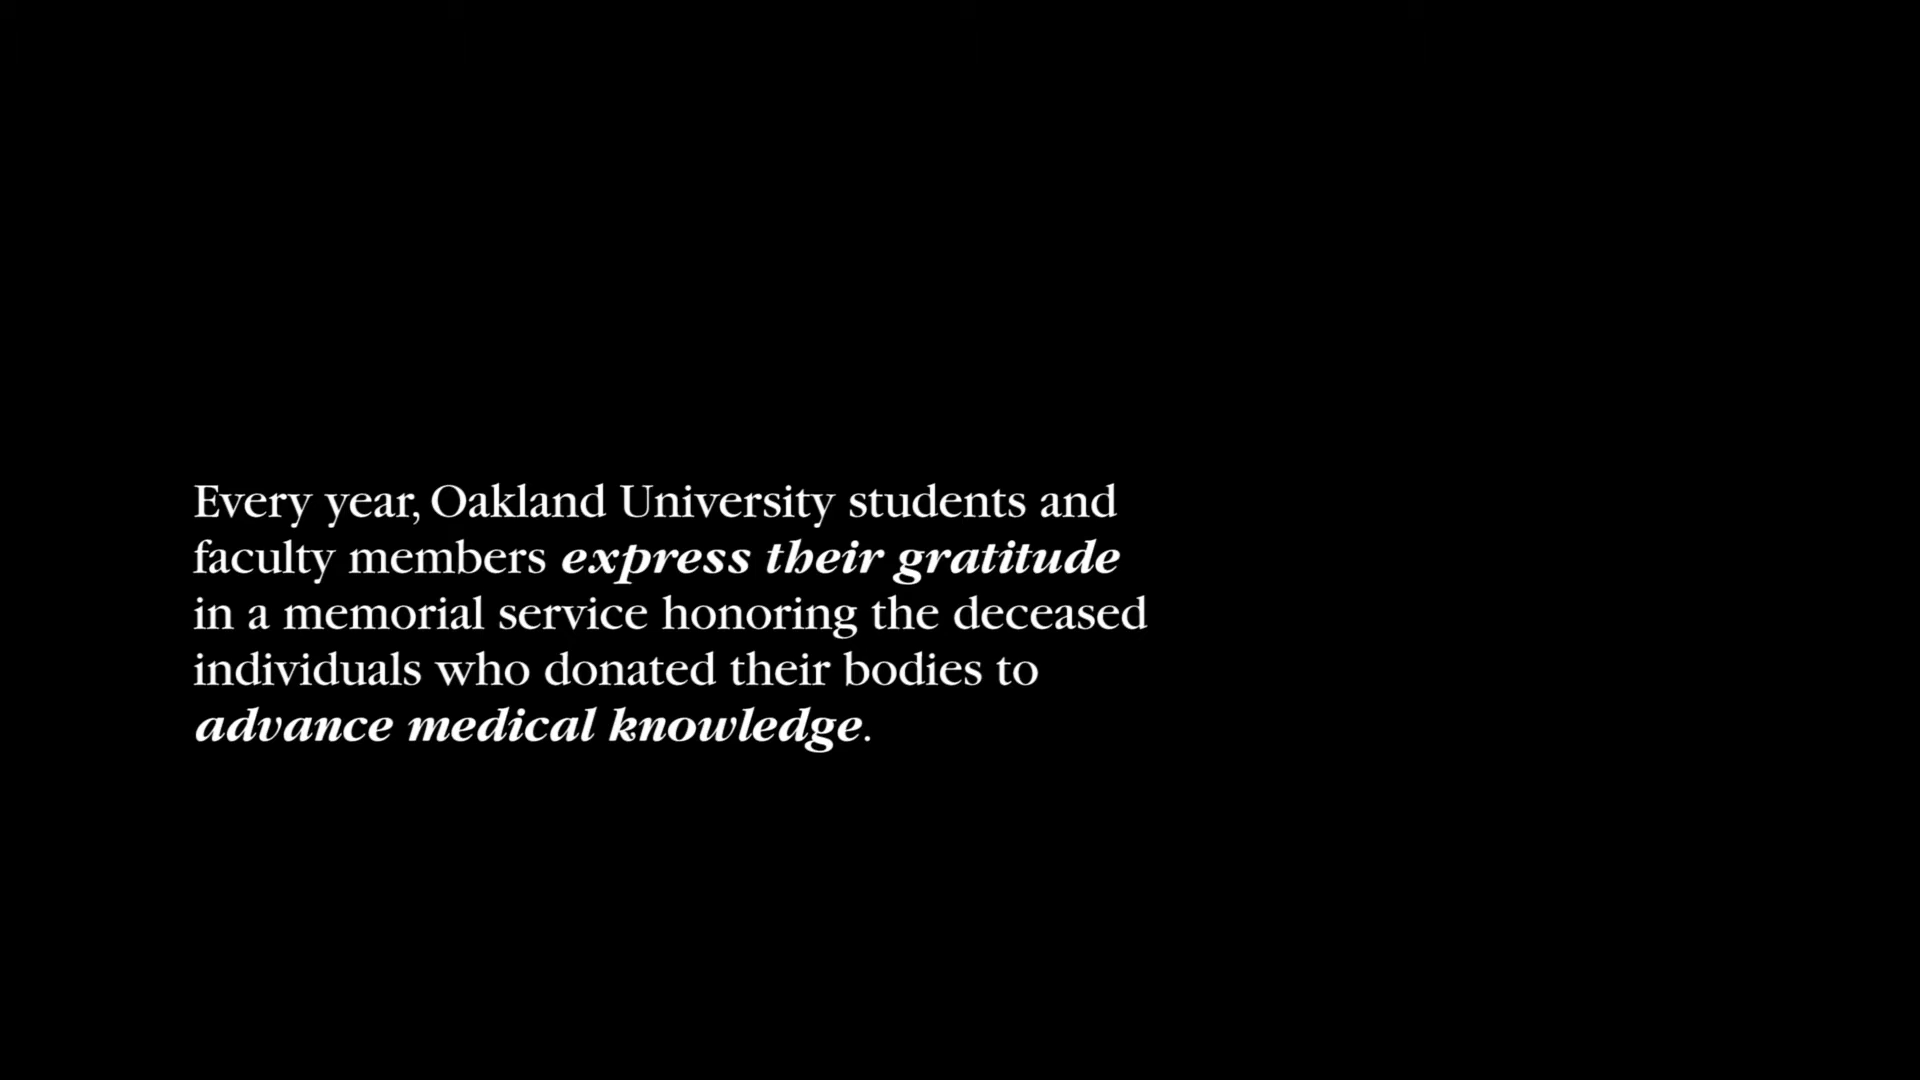 Every year, Oakland University students and
faculty members express their gratitude
in a memorial service honoring the deceased
individuals who donated their bodies to
advance medical knowledge.